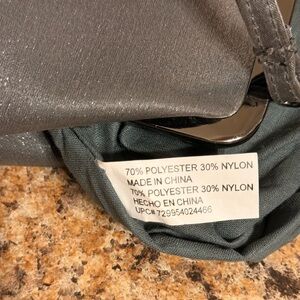 70% POLYESTER 30% NYLON
MADE IN CHINA
70% POLYESTER 30% NYLON
HECHO EN CHINA
UPC# 729954024466